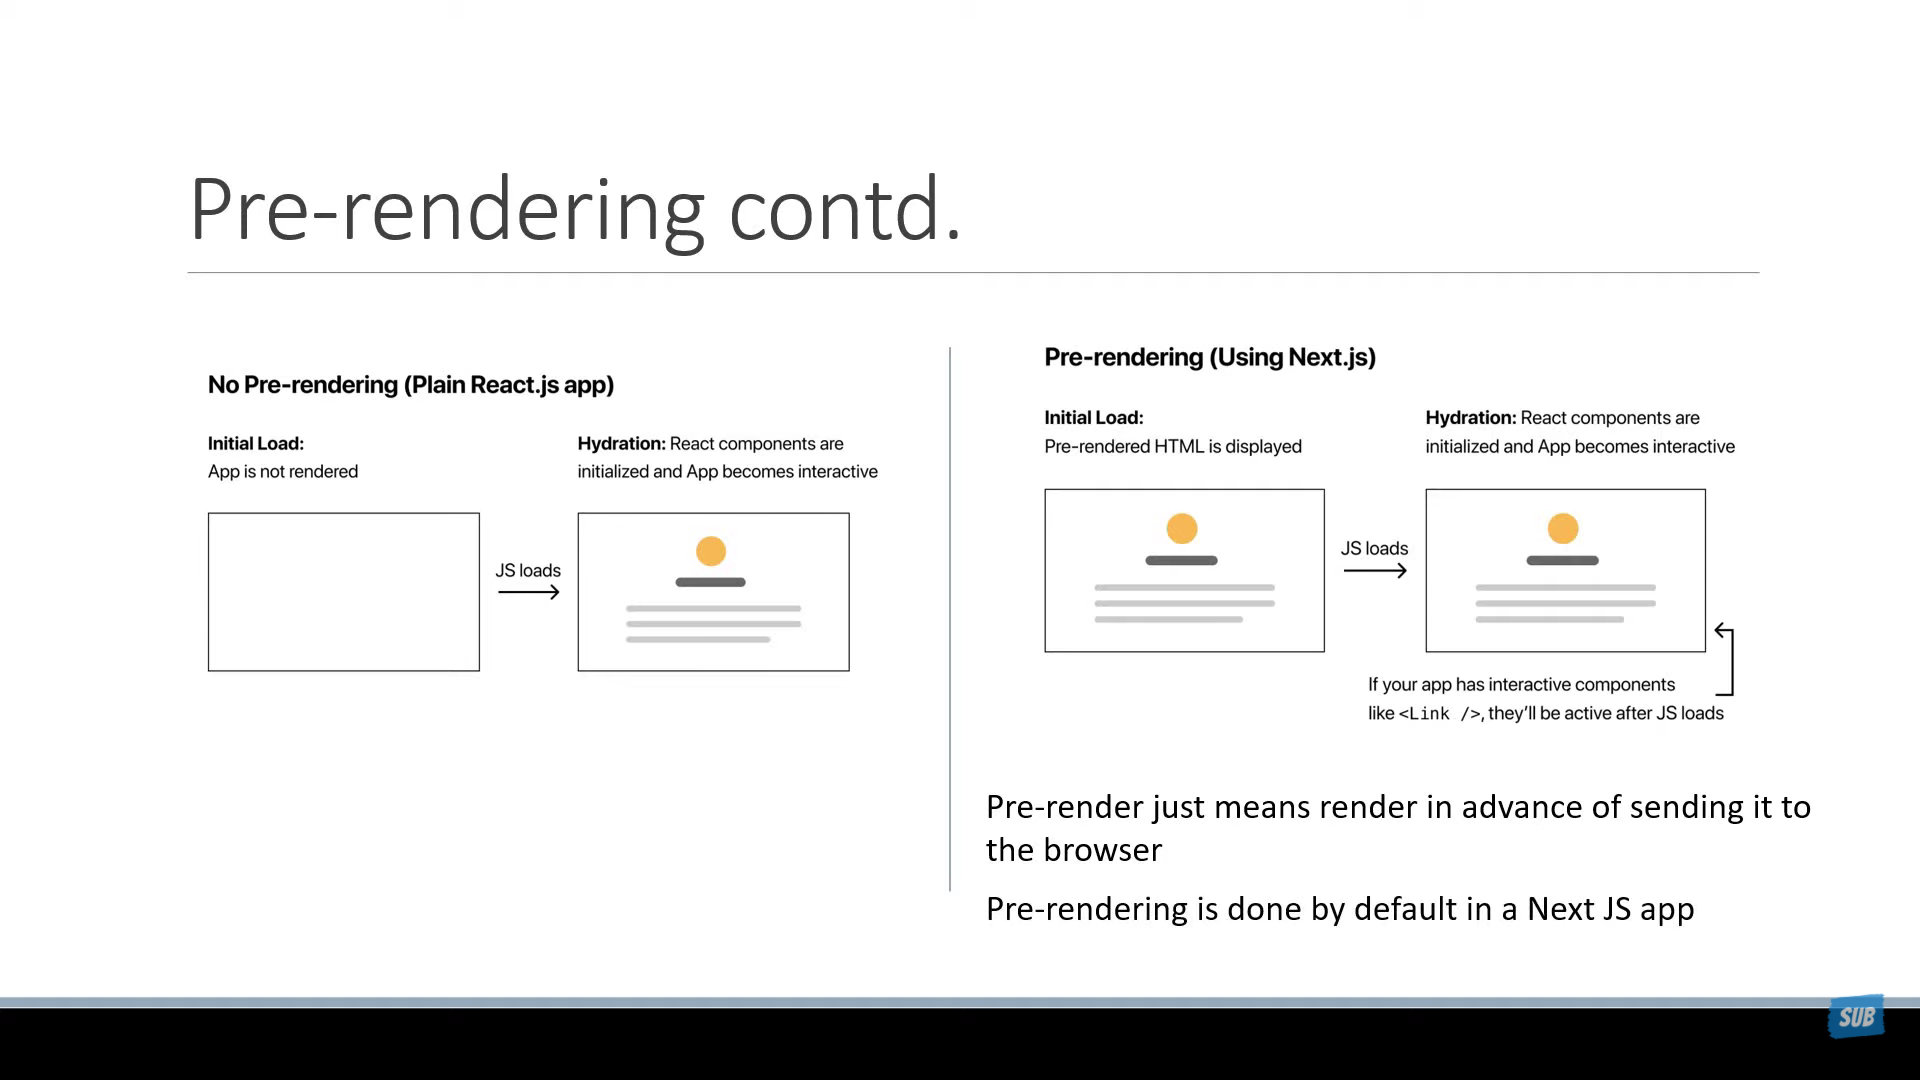 Pre-rendering contd.
No Pre-rendering (Plain React.js app)
Initial Load:
App is not rendered
Hydration: React components are
initialized and App becomes interactive
JS loads
Pre-rendering (Using Next.js)
Initial Load:
Pre-rendered HTML is displayed
Hydration: React components are
initialized and App becomes interactive
JS loads
If your app has interactive components
like <Link />, they'll be active after JS loads
Pre-render just means render in advance of sending it to
the browser
Pre-rendering is done by default in a Next JS app
SUB